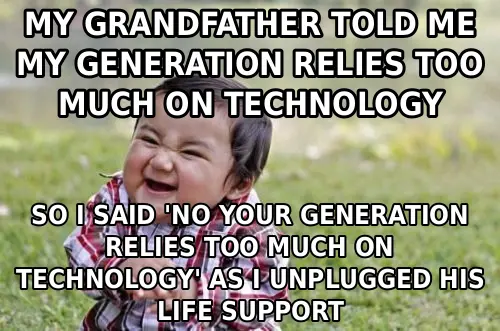 MY GRANDFATHER TOLD ME
MY GENERATION RELIES TOO
MUCH ON TECHNOLOGY
SO I SAID 'NO YOUR GENERATION
RELIES TOO MUCH ON
TECHNOLOGY' AS I UNPLUGGED HIS
LIFE SUPPORT